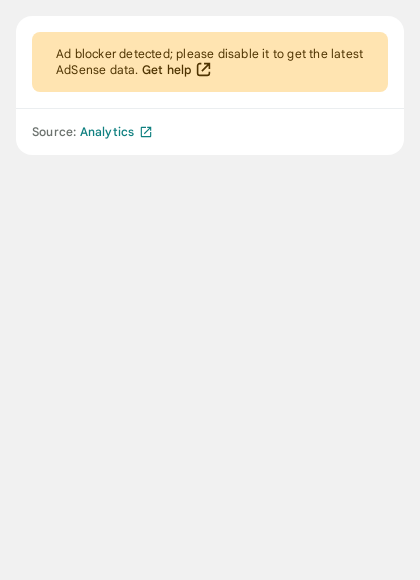 Ad blocker detected; please disable it to get the latest
AdSense data. Get help
Source: Analytics